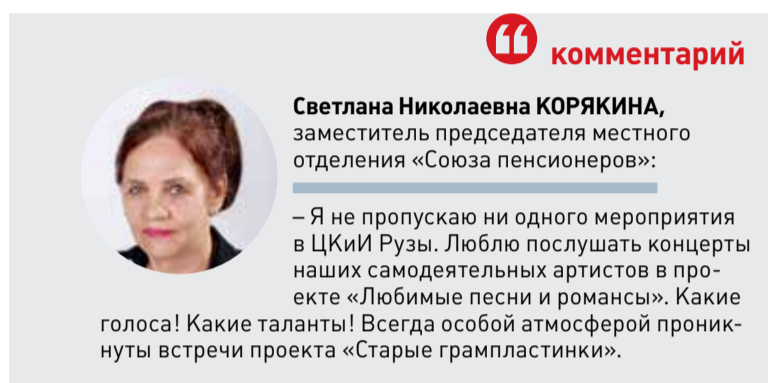 комментарий
Светлана Николаевна КОРЯКИНА,
заместитель председателя местного
отделения «Союза пенсионеров»:
– Я не пропускаю ни одного мероприятия
в ЦКиИ Рузы. Люблю послушать концерты
наших самодеятельных артистов в про-
екте «Любимые песни и романсы». Какие
голоса! Какие таланты! Всегда особой атмосферой проник-
нуты встречи проекта «Старые грампластинки».